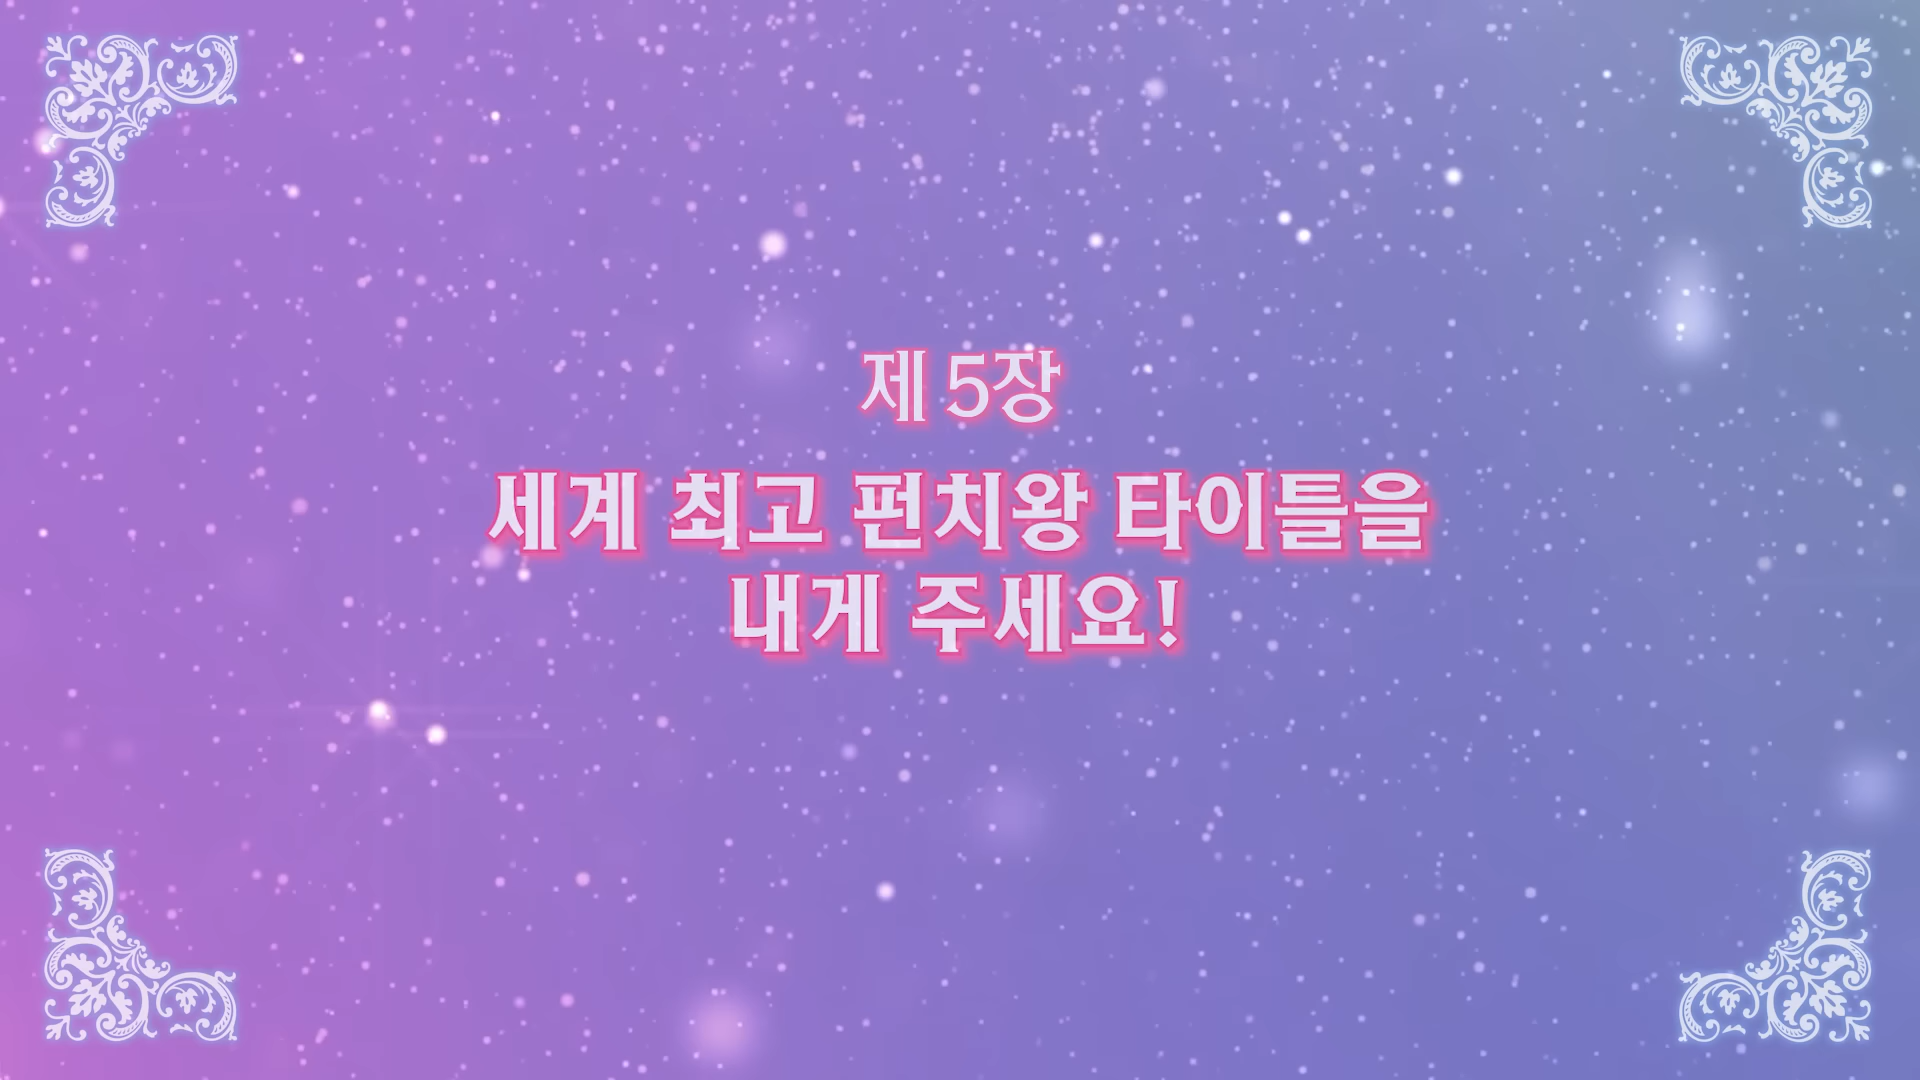 제 5장
세계 최고 펀치왕 타이틀을
내게 주세요!